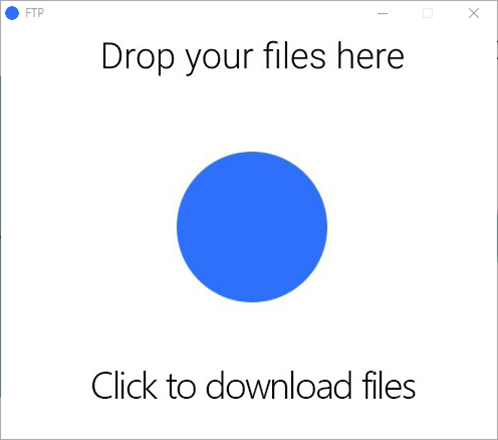 FTP
Drop your files here
Click to download files